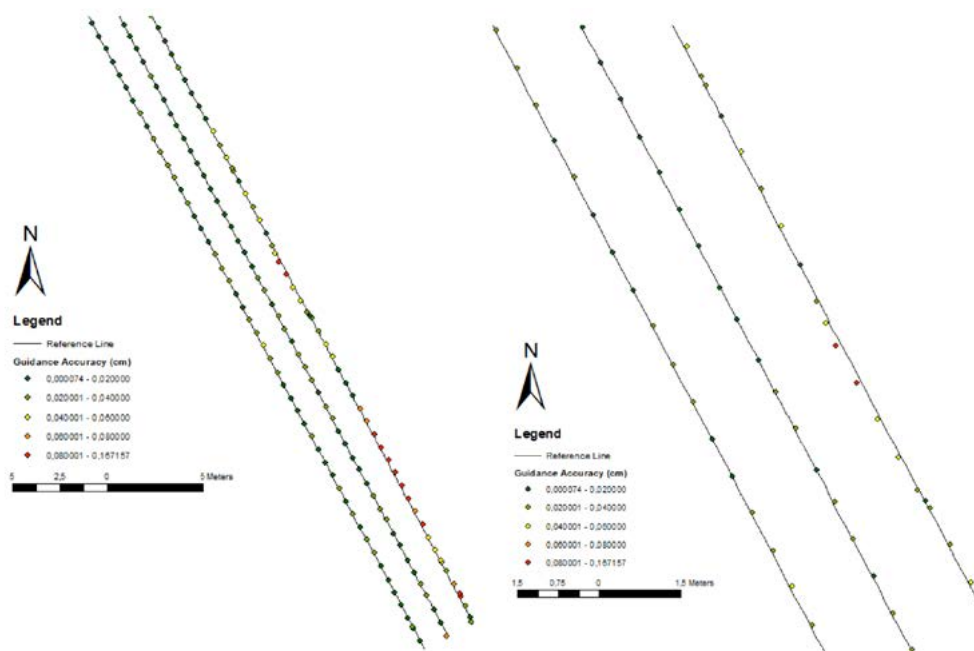 N
Legend
Reference Line
Guidance Accuracy (cm)
0,000074 - 0,020000
0,020001 - 0,040000
0,040001 - 0,060000
0,060001 - 0,080000
0,080001 - 0,167157
5 2,5 0 5 Meters
N
Legend
Reference Line
Guidance Accuracy (cm)
0,000074 - 0,020000
0,020001 - 0,040000
0,040001 - 0,060000
0,060001 - 0,080000
0,080001 - 0,167157
1,5 0,75 0 1,5 Meters